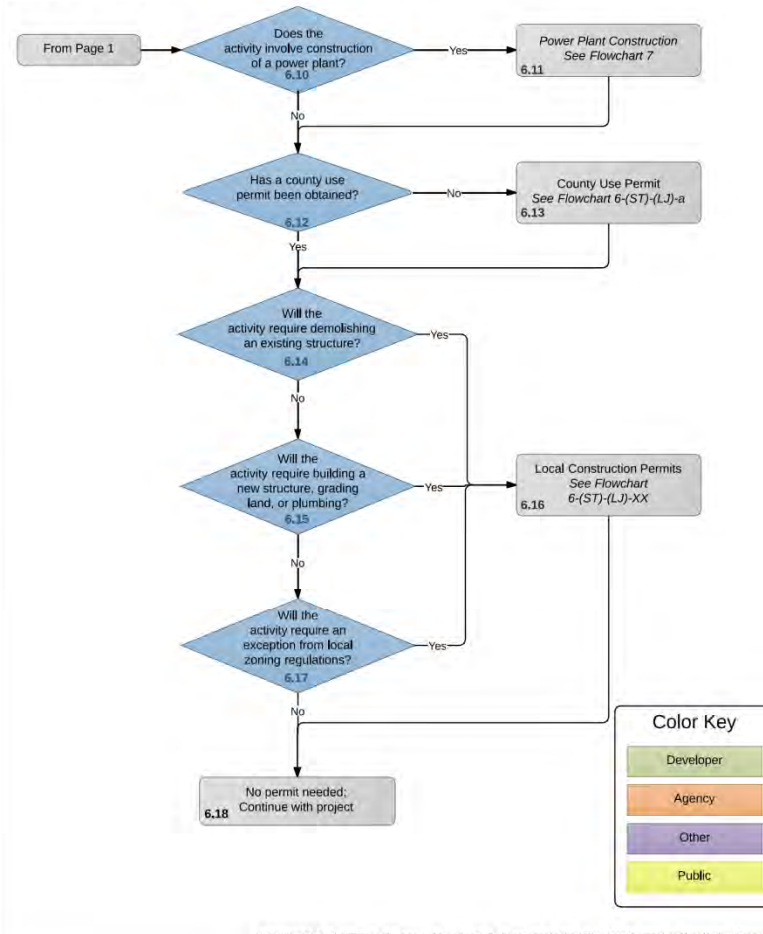 From Page 1
Does the
activity involve construction
of a power plant?
6.10
Yes
Power Plant Construction
See Flowchart 7
6.11
No
Has a county use
permit been obtained?
6.12
No
County Use Permit
See Flowchart 6-(ST)-(LJ)-a
6.13
Yes
Will the
activity require demolishing
an existing structure?
6.14
Yes
No
Will the
activity require building a
new structure, grading
land, or plumbing?
6.15
Yes
Local Construction Permits
See Flowchart
6-(ST)-(LJ)-XX
6.16
No
Will the
activity require an
exception from local
zoning regulations?
6.17
Yes
No
No permit needed;
Continue with project
6.18
Color Key
Developer
Agency
Other
Public